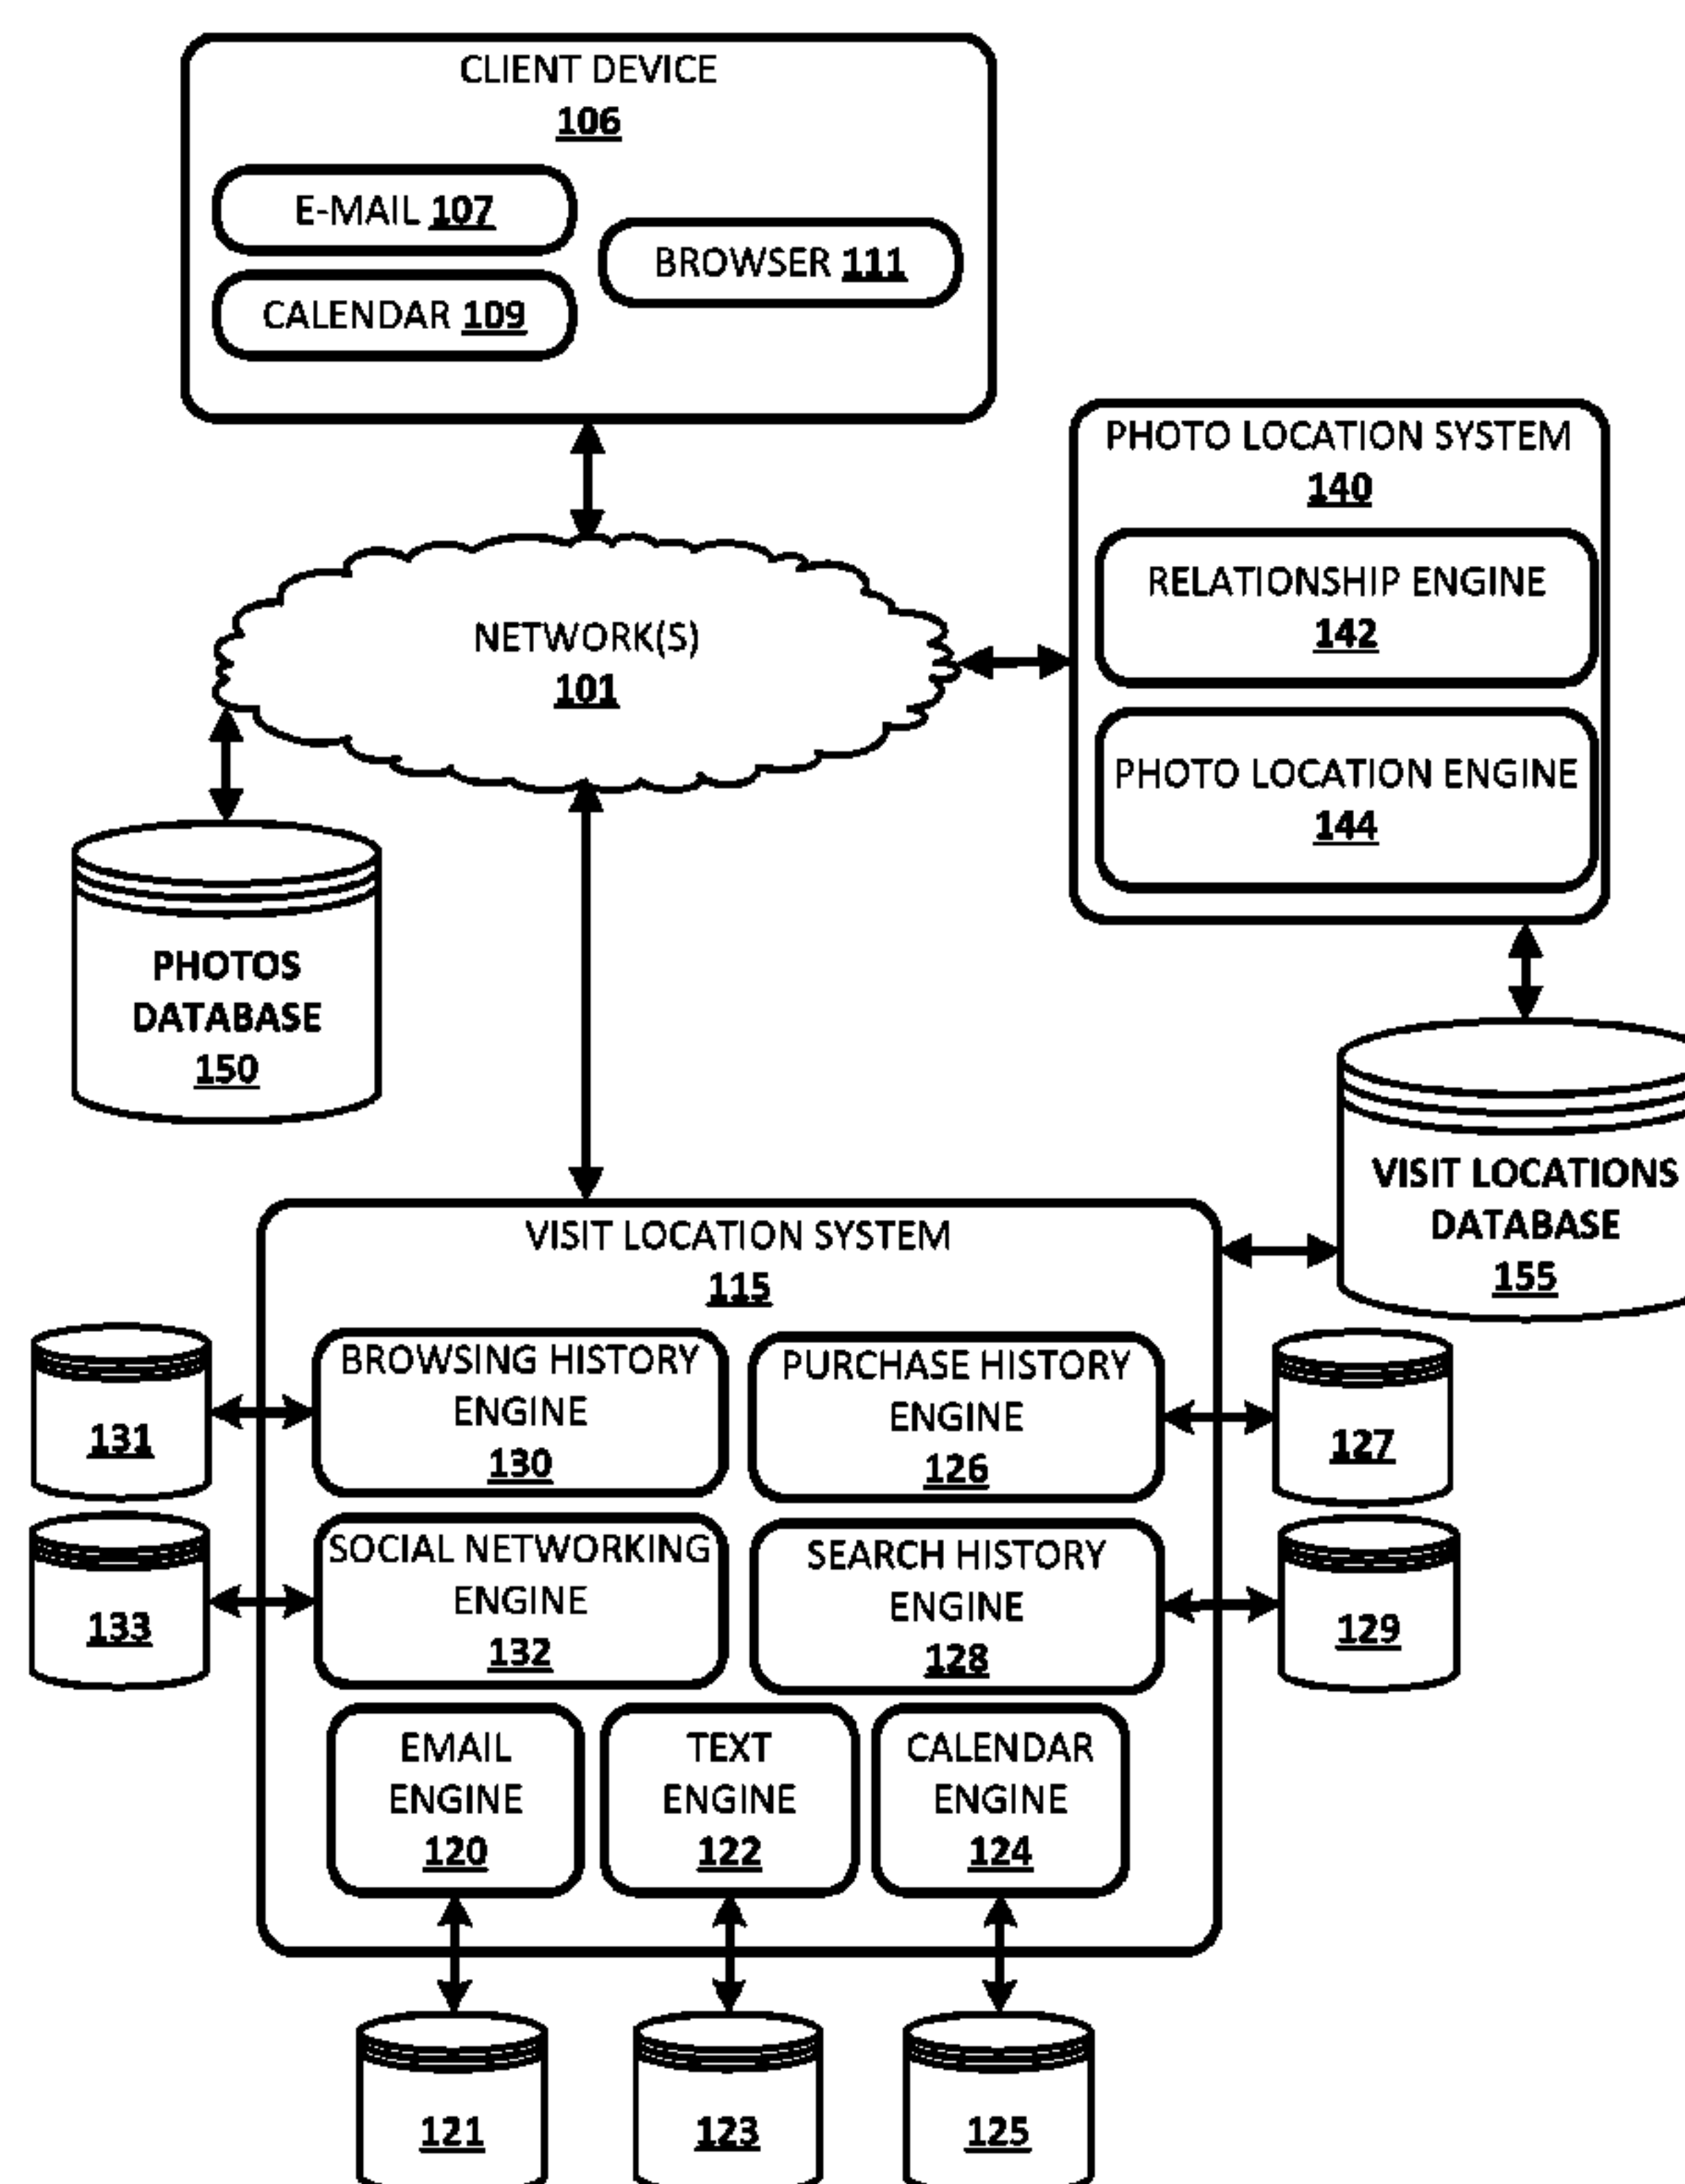 CLIENT DEVICE
106
E-MAIL 107
BROWSER 111
CALENDAR 109
PHOTO LOCATION SYSTEM
140
RELATIONSHIP ENGINE
142
PHOTO LOCATION ENGINE
144
NETWORK(S)
101
PHOTOS
DATABASE
150
VISIT LOCATIONS
DATABASE
155
VISIT LOCATION SYSTEM
115
BROWSING HISTORY
ENGINE
130
PURCHASE HISTORY
ENGINE
126
131
127
SOCIAL NETWORKING
ENGINE
132
SEARCH HISTORY
ENGINE
128
133
129
EMAIL
ENGINE
120
TEXT
ENGINE
122
CALENDAR
ENGINE
124
121
123
125